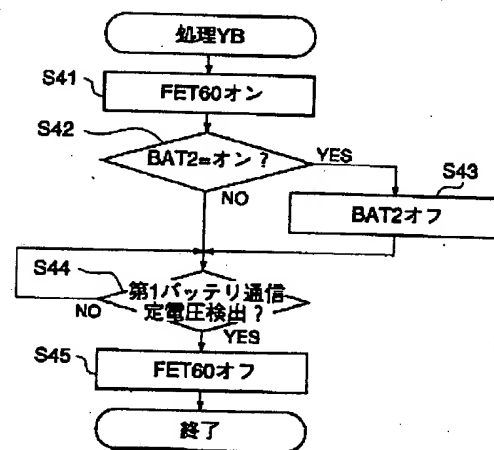 処理YB
S41
FET60オン
S42
BAT2=オン？
YES
S43
NO
BAT2オフ
S44
第1バッテリ通信
定電圧検出？
NO
YES
S45
FET60オフ
終了